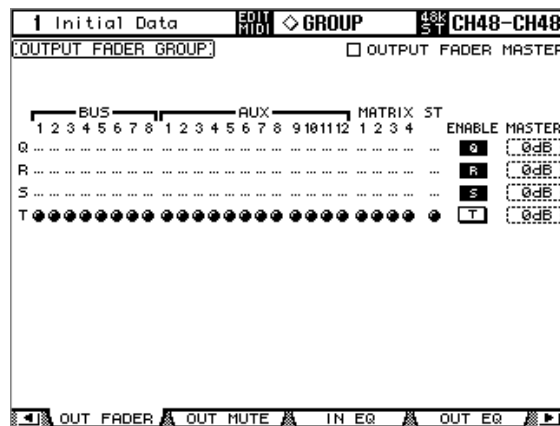 1 Initial Data EDIT MIDI GROUP 48K ST CH48-CH48
OUTPUT FADER GROUP OUTPUT FADER MASTER
BUS AUX MATRIX ST
1 2 3 4 5 6 7 8 1 2 3 4 5 6 7 8 9 10 11 12 1 2 3 4 ENABLE MASTER
Q Q 0dB
R R 0dB
S S 0dB
T T 0dB
OUT FADER OUT MUTE IN EQ OUT EQ